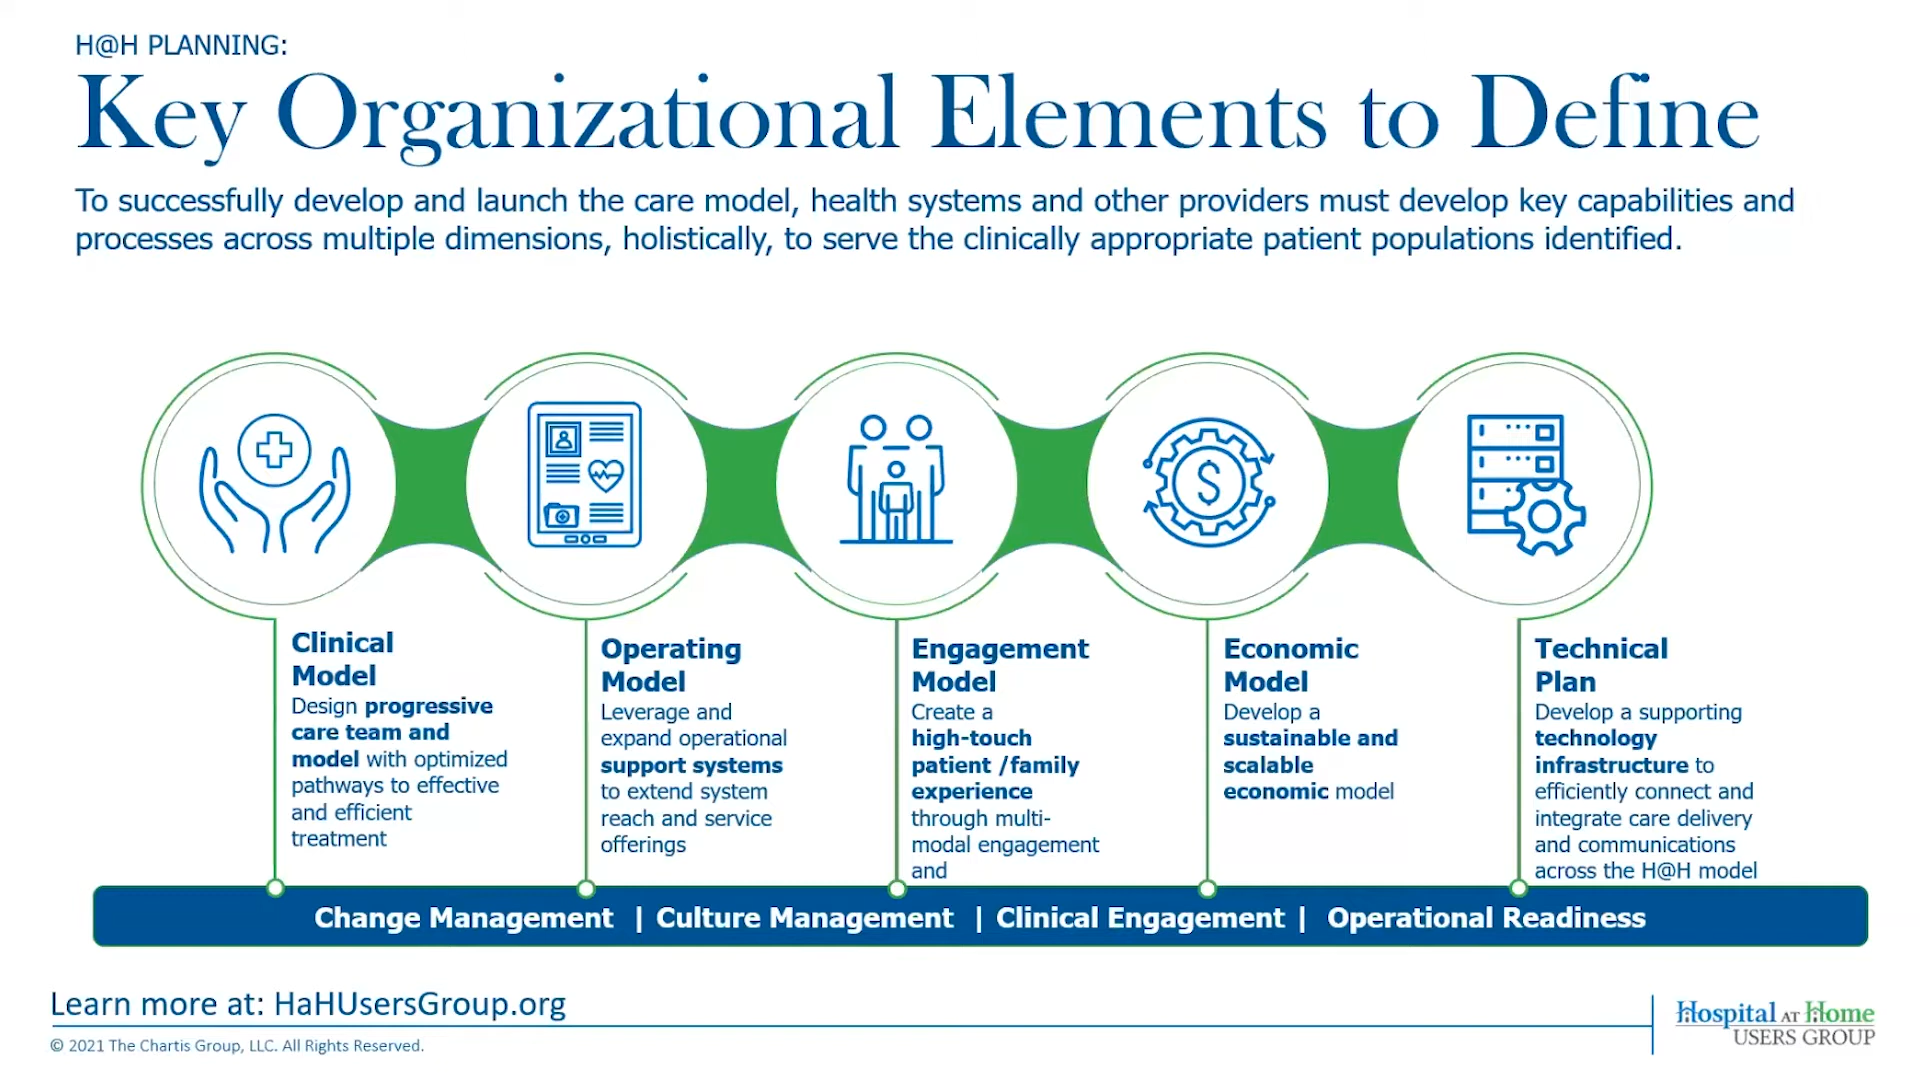 H@H PLANNING:
Key Organizational Elements to Define
To successfully develop and launch the care model, health systems and other providers must develop key capabilities and
processes across multiple dimensions, holistically, to serve the clinically appropriate patient populations identified.
$
Clinical
Model
Design progressive
care team and
model with optimized
pathways to effective
and efficient
treatment
Operating
Model
Leverage and
expand operational
support systems
to extend system
reach and service
offerings
Engagement
Model
Create a
high-touch
patient /family
experience
through multi-
modal engagement
and
Economic
Model
Develop a
sustainable and
scalable
economic model
Technical
Plan
Develop a supporting
technology
infrastructure to
efficiently connect and
integrate care delivery
and communications
across the H@H model
Change Management | Culture Management | Clinical Engagement | Operational Readiness
Learn more at: HaHUsersGroup.org
© 2021 The Chartis Group, LLC. All Rights Reserved.
Hospital AT Home
USERS GROUP